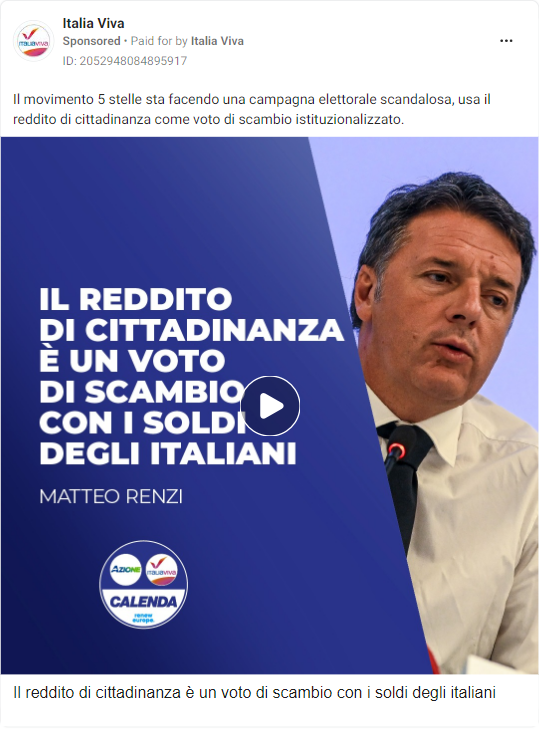 Italia Viva
Sponsored • Paid for by Italia Viva
ID: 2052948084895917
Il movimento 5 stelle sta facendo una campagna elettorale scandalosa, usa il
reddito di cittadinanza come voto di scambio istituzionalizzato.
IL REDDITO
DI CITTADINANZA
È UN VOTO
DI SCAMBIO
CON I SOLDI
DEGLI ITALIANI
MATTEO RENZI
AZIONE
ITALIAVIVA
CALENDA
renew
europe.
Il reddito di cittadinanza è un voto di scambio con i soldi degli italiani